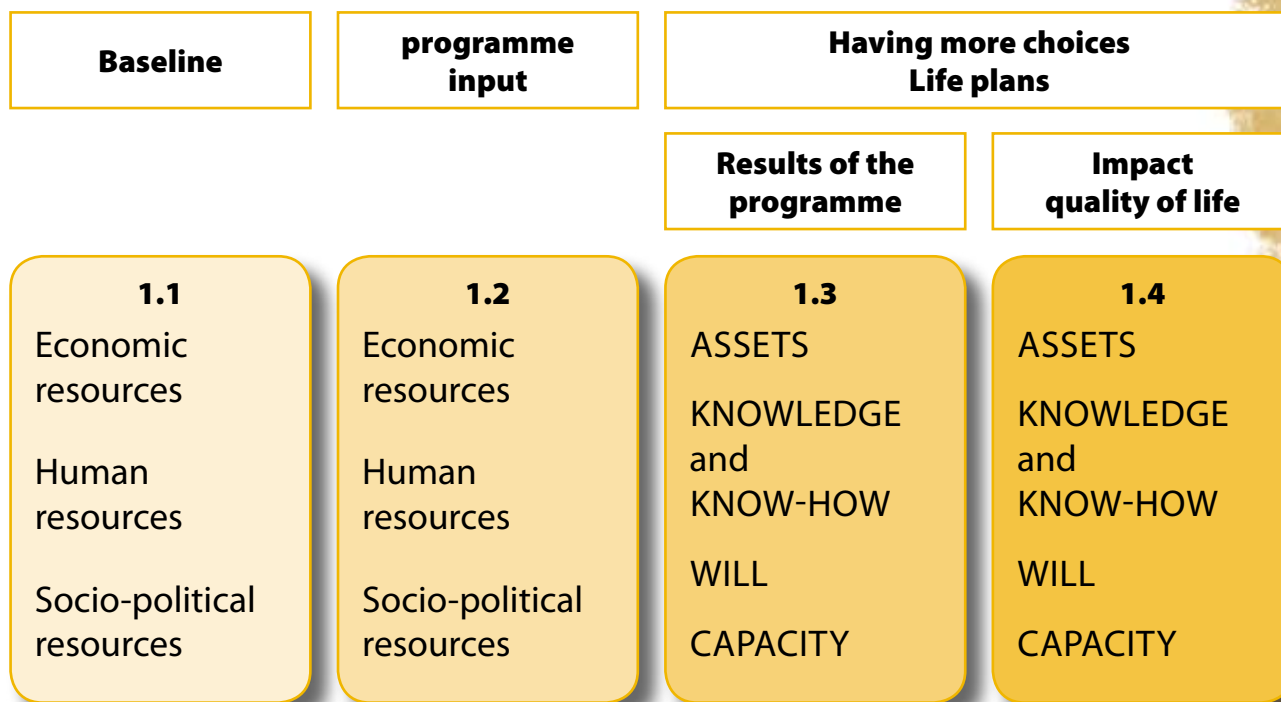 Baseline
programme
input
Having more choices
Life plans
Results of the
programme
Impact
quality of life
1.1
Economic
resources
Human
resources
Socio-political
resources
1.2
Economic
resources
Human
resources
Socio-political
resources
1.3
ASSETS
KNOWLEDGE
and
KNOW-HOW
WILL
CAPACITY
1.4
ASSETS
KNOWLEDGE
and
KNOW-HOW
WILL
CAPACITY